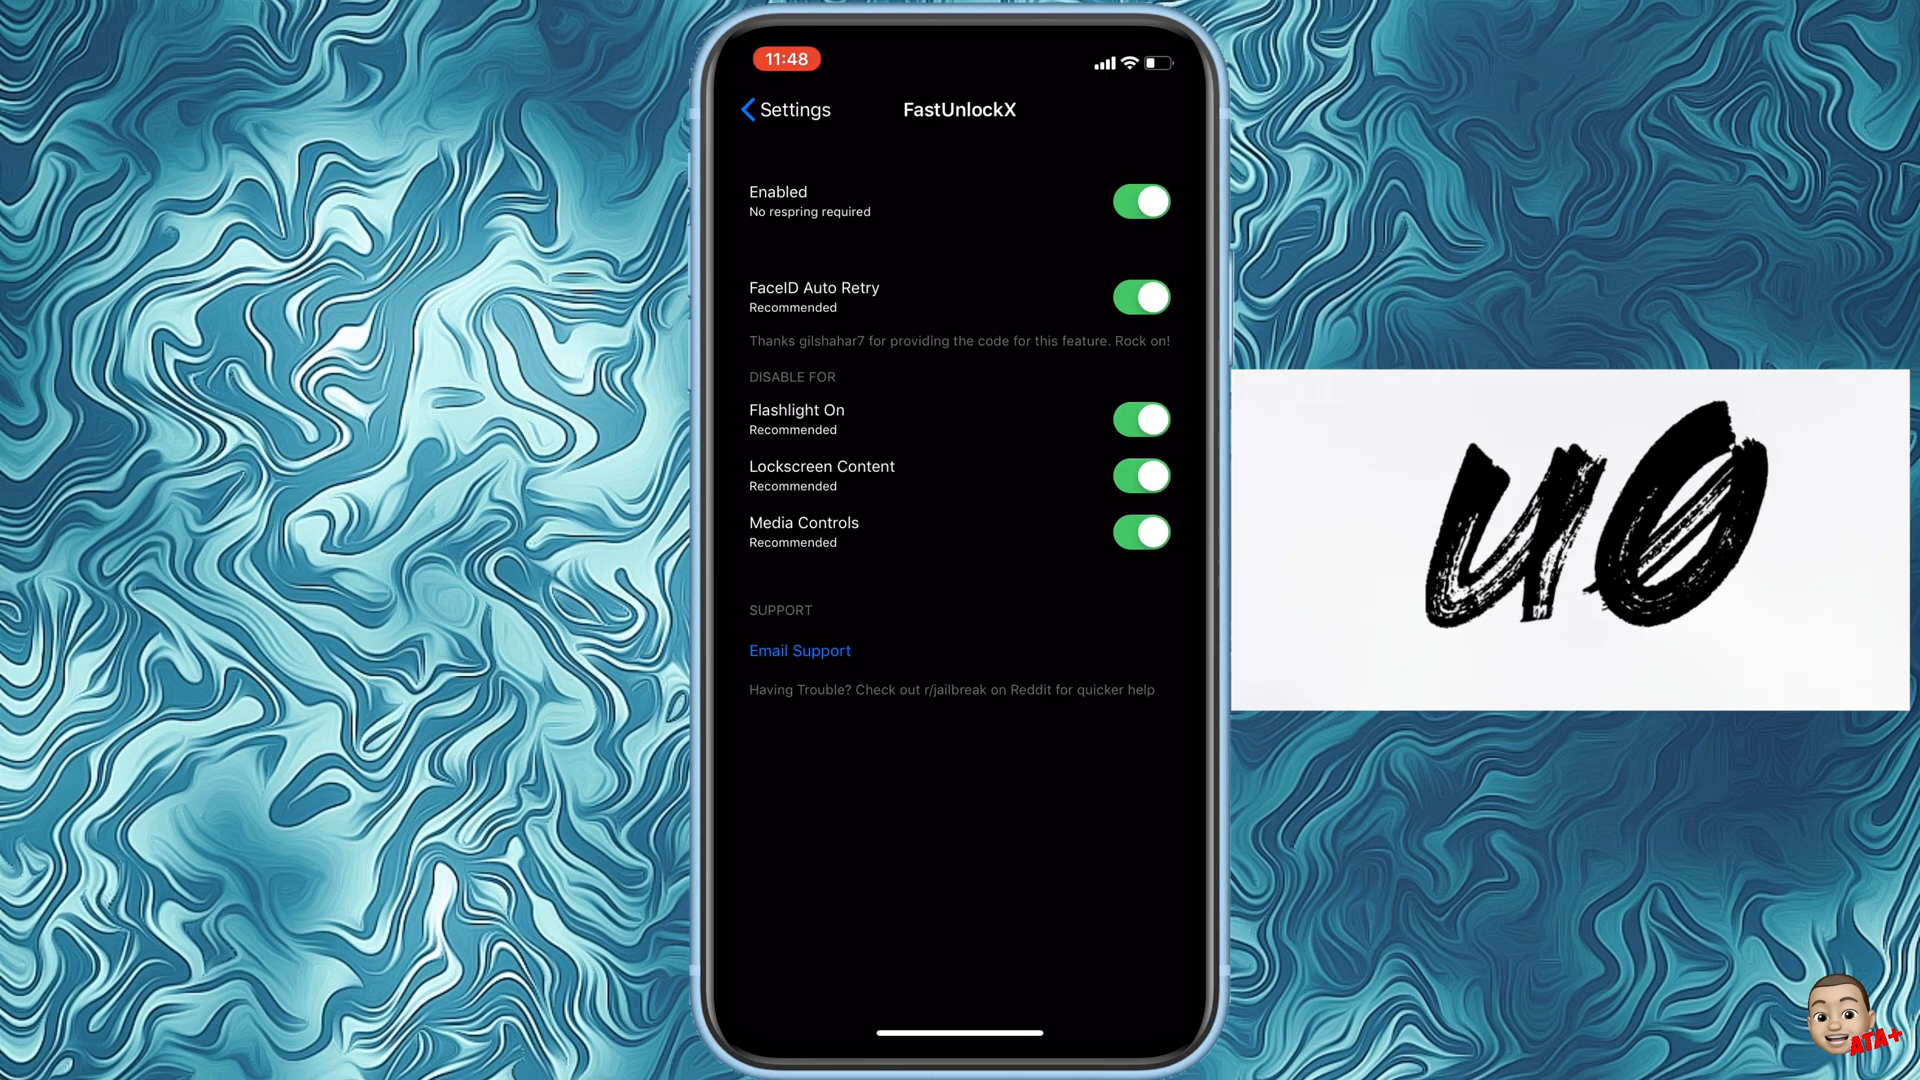 11:48
Settings
FastUnlockX
Enabled
No respring required
FaceID Auto Retry
Recommended
Thanks gilshahar7 for providing the code for this feature. Rock on!
DISABLE FOR
Flashlight On
Recommended
Lockscreen Content
Recommended
Media Controls
Recommended
SUPPORT
Email Support
Having Trouble? Check out r/jailbreak on Reddit for quicker help
uO
ATA+